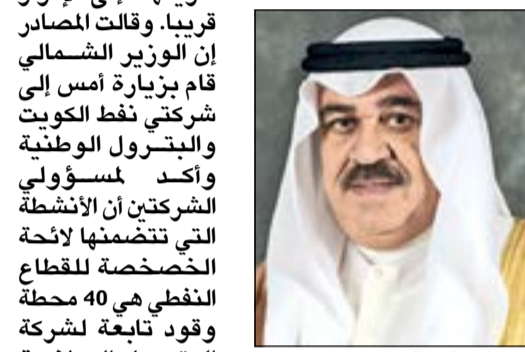 قريبا. وقالت المصادر
إن الوزير الشمالي
قام بزيارة أمس إلى
شركتي نفط الكويت
والبترول الوطنية
وأكد لمسؤولي
الشركتين أن الأنشطة
التي تتضمنها لائحة
الخصخصة للقطاع
النفطي هي 40 محطة
وقود تابعة لشركة